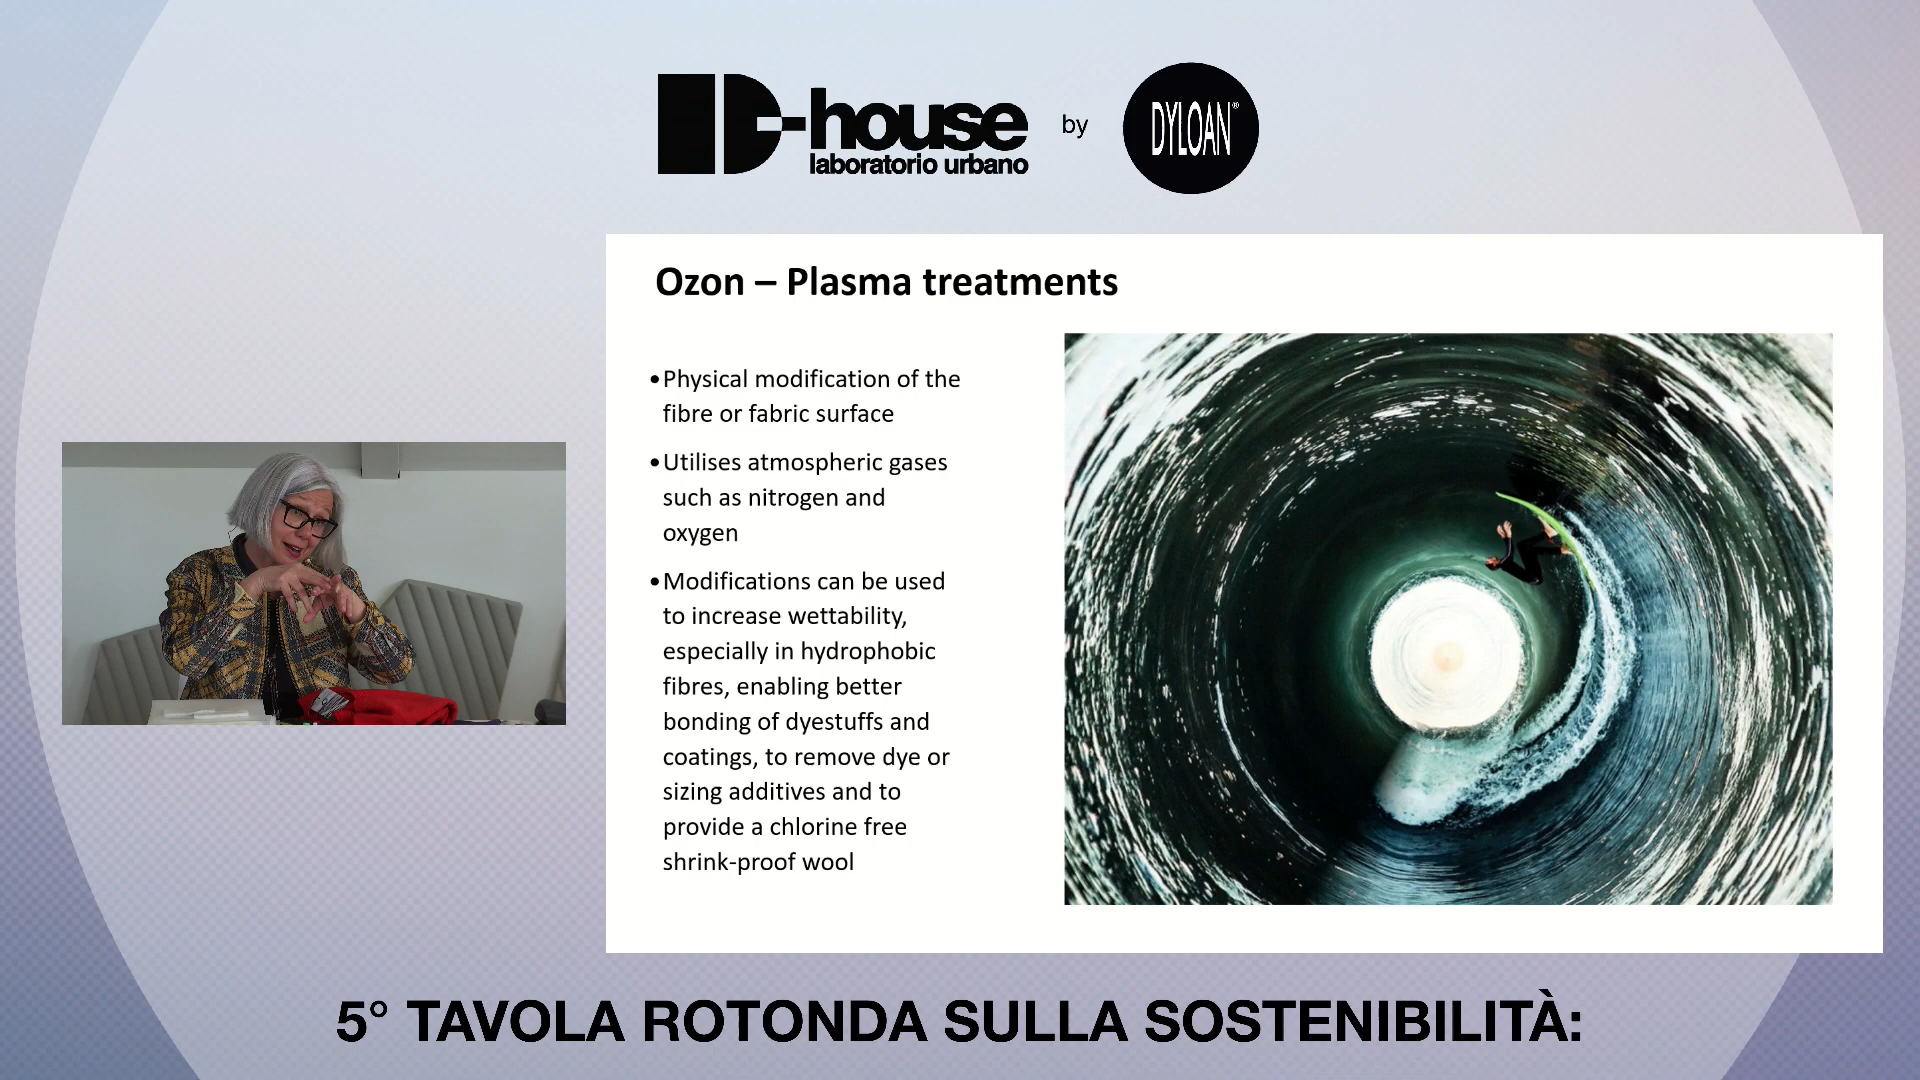 D-house
laboratorio urbano
by
DYLOAN®
Ozon – Plasma treatments
•Physical modification of the
fibre or fabric surface
•Utilises atmospheric gases
such as nitrogen and
oxygen
•Modifications can be used
to increase wettability,
especially in hydrophobic
fibres, enabling better
bonding of dyestuffs and
coatings, to remove dye or
sizing additives and to
provide a chlorine free
shrink-proof wool
5° TAVOLA ROTONDA SULLA SOSTENIBILITÀ: